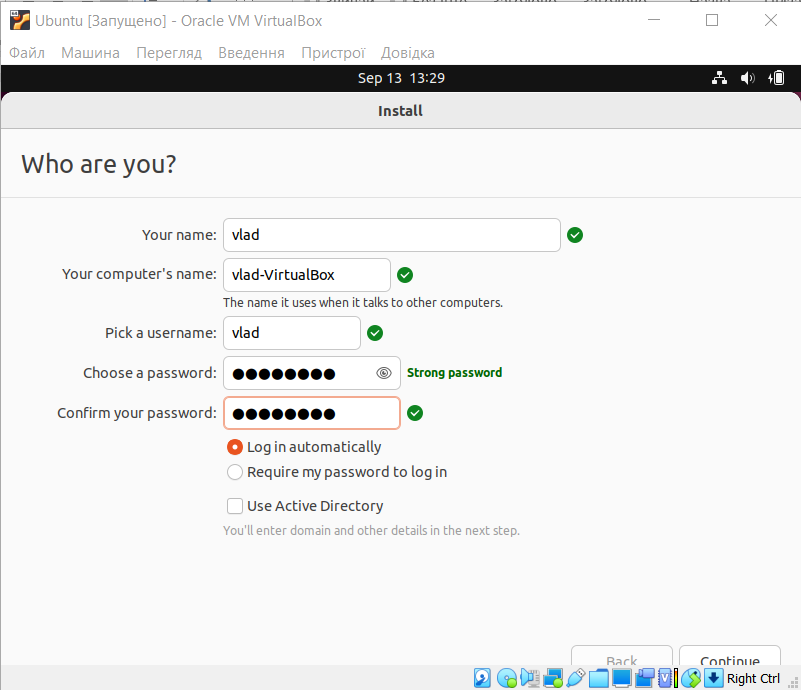 Ubuntu [Запущено] - Oracle VM VirtualBox
Файл Машина Перегляд Введення Пристрої Довідка
Sep 13 13:29
Install
Who are you?
Your name: vlad
Your computer's name: vlad-VirtualBox
The name it uses when it talks to other computers.
Pick a username: vlad
Choose a password: ●●●●●●●● Strong password
Confirm your password: ●●●●●●●●
Log in automatically
Require my password to log in
Use Active Directory
You'll enter domain and other details in the next step.
Back Continue
Right Ctrl